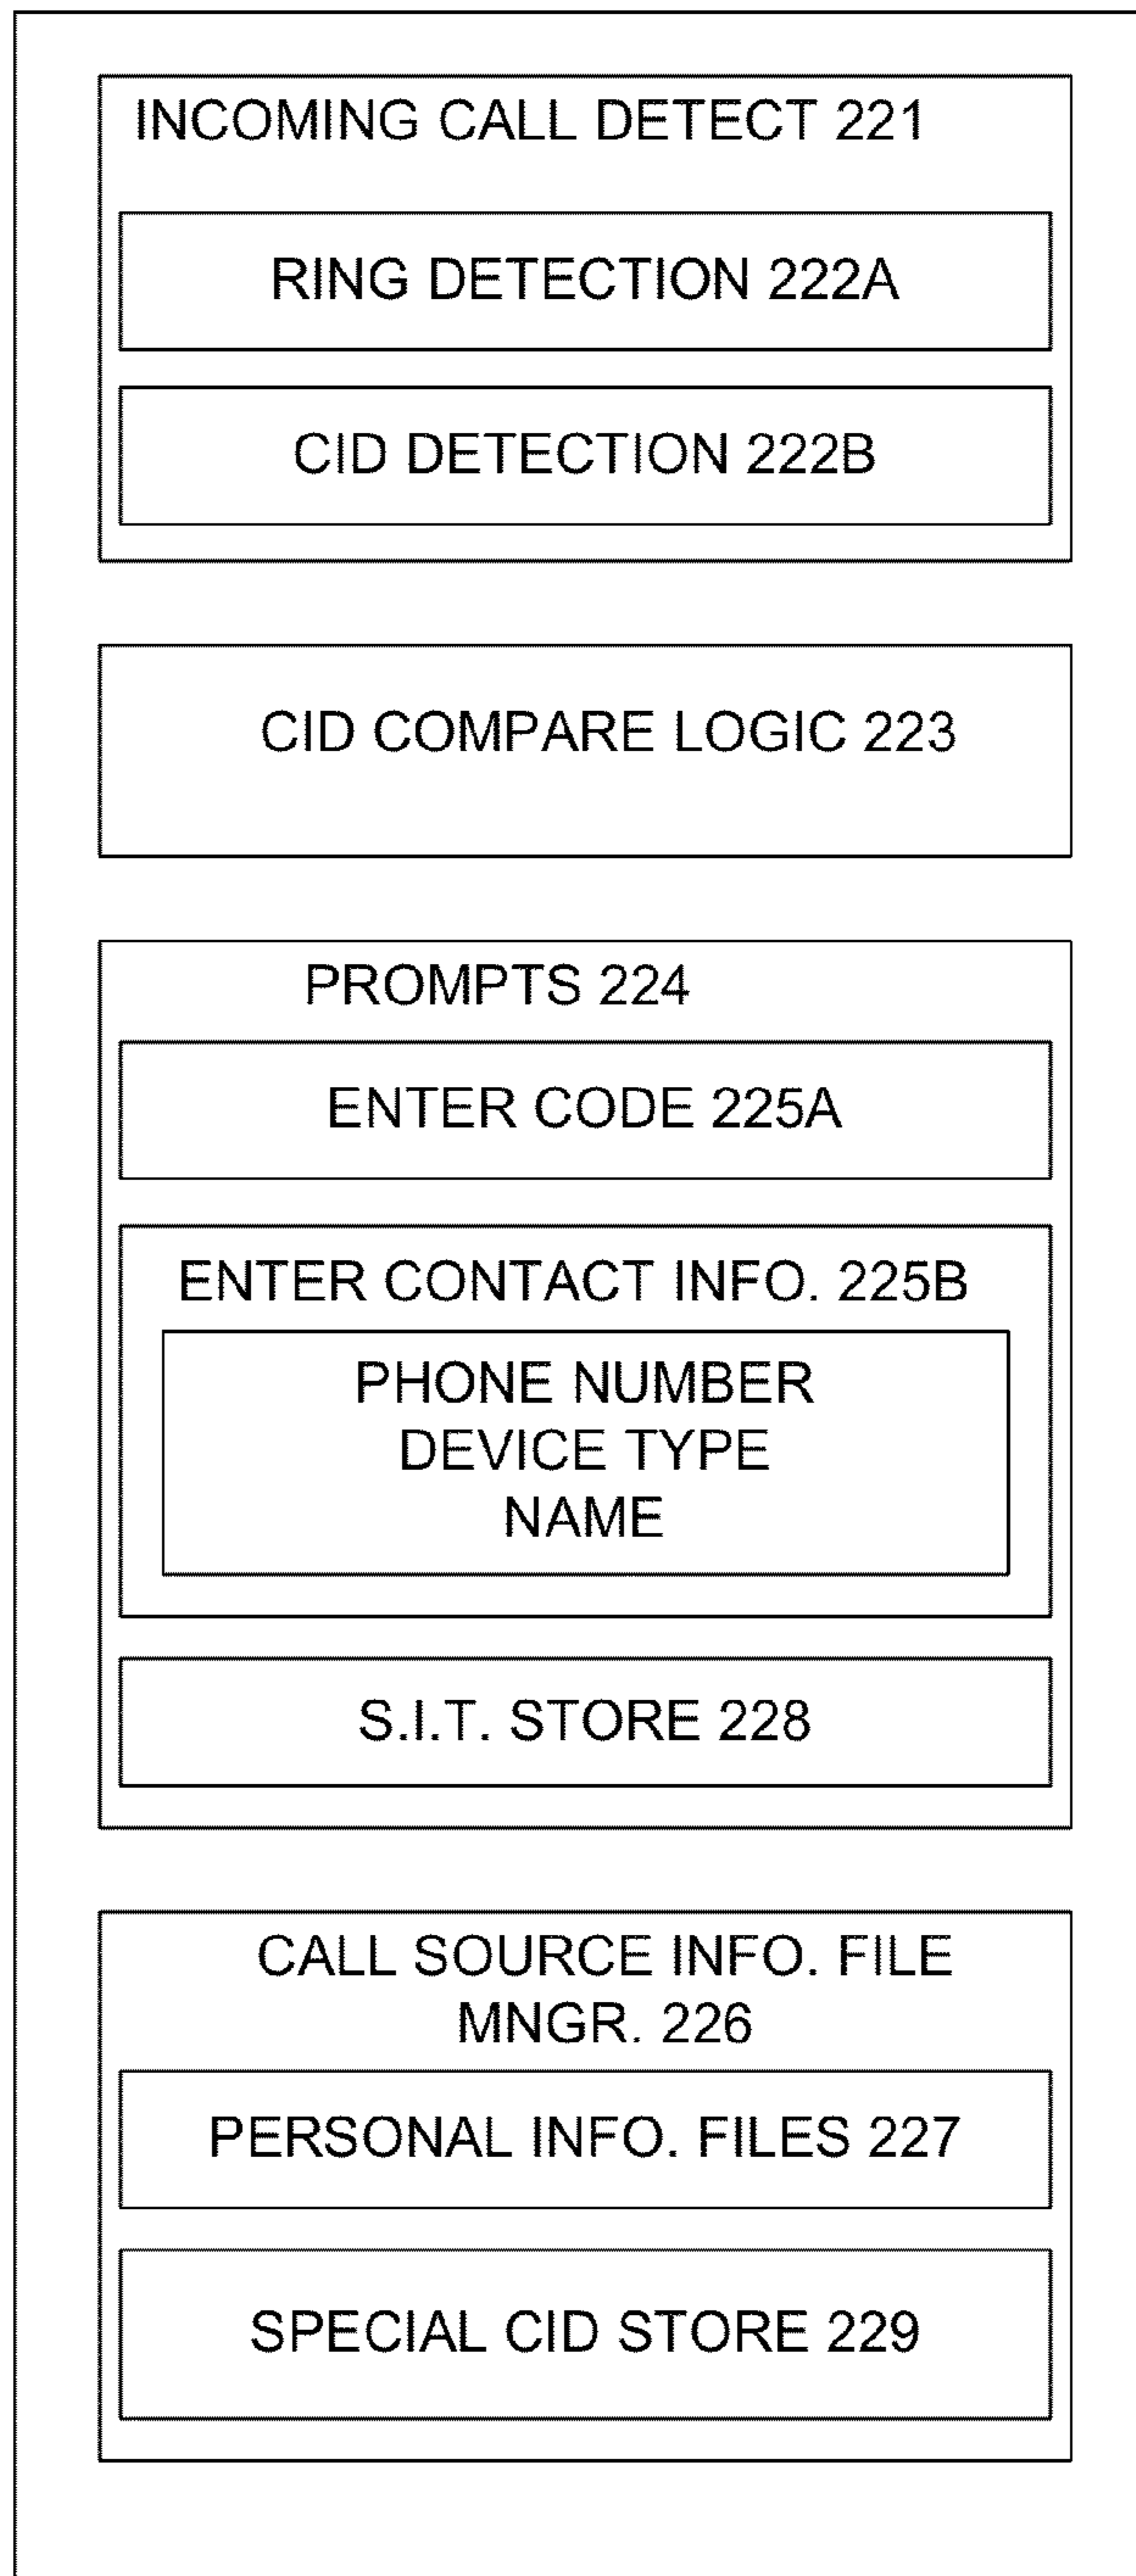 INCOMING CALL DETECT 221
RING DETECTION 222A
CID DETECTION 222B
CID COMPARE LOGIC 223
PROMPTS 224
ENTER CODE 225A
ENTER CONTACT INFO. 225B
PHONE NUMBER
DEVICE TYPE
NAME
S.I.T. STORE 228
CALL SOURCE INFO. FILE
MNGR. 226
PERSONAL INFO. FILES 227
SPECIAL CID STORE 229